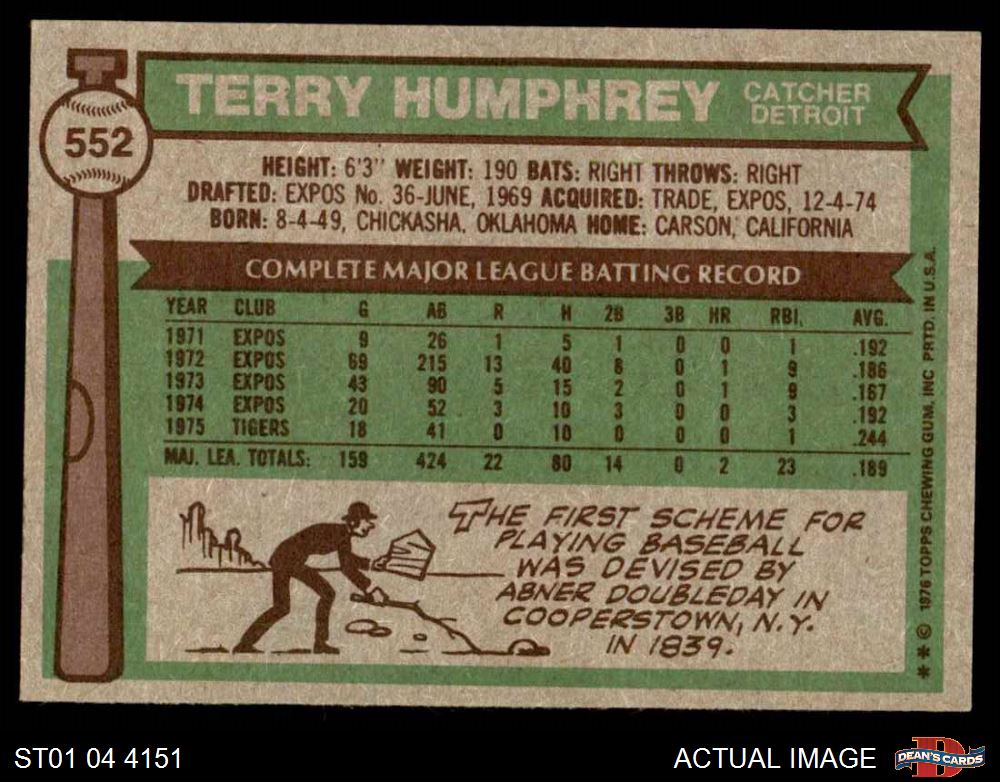 T
552
TERRY HUMPHREY
CATCHER
DETROIT
HEIGHT: 6'3" WEIGHT: 190 BATS: RIGHT THROWS: RIGHT
DRAFTED: EXPOS No. 36-JUNE, 1969 ACQUIRED: TRADE, EXPOS, 12-4-74
BORN: 8-4-49, CHICKASHA, OKLAHOMA HOME: CARSON, CALIFORNIA
COMPLETE MAJOR LEAGUE BATTING RECORD
YEAR CLUB G AB R H 2B 3B HR RBI. AVG.
1971 EXPOS 9 26 1 5 1 0 0 1 .192
1972 EXPOS 69 215 13 40 8 0 1 9 .186
1973 EXPOS 43 90 5 15 2 0 1 9 .167
1974 EXPOS 20 52 3 10 3 0 0 3 .192
1975 TIGERS 18 41 0 10 0 0 0 1 .244
MAJ. LEA. TOTALS: 159 424 22 80 14 0 2 23 .189
THE FIRST SCHEME FOR
PLAYING BASEBALL
WAS DEVISED BY
ABNER DOUBLEDAY IN
COOPERSTOWN, N.Y.
IN 1839.
* * © 1976 TOPPS CHEWING GUM, INC PRTD. IN U.S.A.
ST01 04 4151
ACTUAL IMAGE
D
DEAN'S CARDS